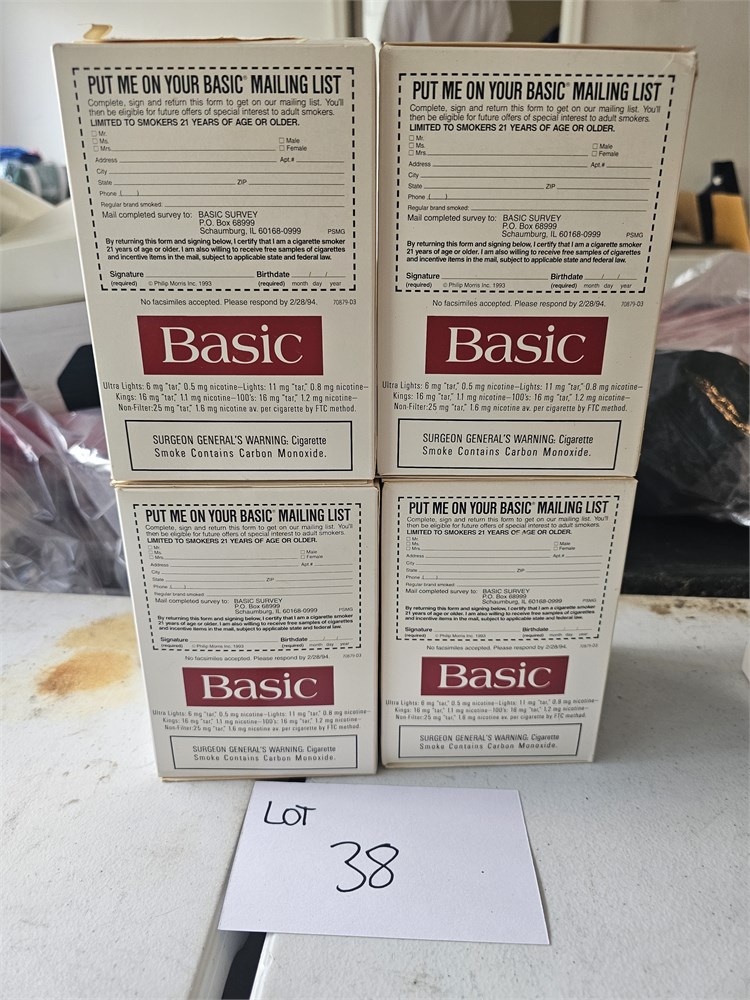 PUT ME ON YOUR BASIC® MAILING LIST
Complete, sign and return this form to get on our mailing list. You'll
then be eligible for future offers of special interest to adult smokers.
LIMITED TO SMOKERS 21 YEARS OF AGE OR OLDER.
Mr.
Ms. Male
Mrs. Female
Address Apt.#
City
State ZIP
Phone ( )
Regular brand smoked:
Mail completed survey to: BASIC SURVEY
P.O. Box 68999
Schaumburg, IL 60168-0999 PSMG
By returning this form and signing below, I certify that I am a cigarette smoker
21 years of age or older. I am also willing to receive free samples of cigarettes
and incentive items in the mail, subject to applicable state and federal law.
Signature Birthdate / /
(required) © Philip Morris Inc. 1993 (required) month day year
No facsimiles accepted. Please respond by 2/28/94. 70879-03
Basic
Ultra Lights: 6 mg "tar," 0.5 mg nicotine–Lights: 11 mg "tar," 0.8 mg nicotine–
Kings: 16 mg "tar," 1.1 mg nicotine–100's: 16 mg "tar," 1.2 mg nicotine–
Non-Filter: 25 mg "tar," 1.6 mg nicotine av. per cigarette by FTC method.
SURGEON GENERAL'S WARNING: Cigarette
Smoke Contains Carbon Monoxide.
PUT ME ON YOUR BASIC® MAILING LIST
Complete, sign and return this form to get on our mailing list. You'll
then be eligible for future offers of special interest to adult smokers.
LIMITED TO SMOKERS 21 YEARS OF AGE OR OLDER.
Mr.
Ms. Male
Mrs. Female
Address Apt.#
City
State ZIP
Phone ( )
Regular brand smoked:
Mail completed survey to: BASIC SURVEY
P.O. Box 68999
Schaumburg, IL 60168-0999 PSMG
By returning this form and signing below, I certify that I am a cigarette smoker
21 years of age or older. I am also willing to receive free samples of cigarettes
and incentive items in the mail, subject to applicable state and federal law.
Signature Birthdate / /
(required) © Philip Morris Inc. 1993 (required) month day year
No facsimiles accepted. Please respond by 2/28/94. 70879-03
Basic
Ultra Lights: 6 mg "tar," 0.5 mg nicotine–Lights: 11 mg "tar," 0.8 mg nicotine–
Kings: 16 mg "tar," 1.1 mg nicotine–100's: 16 mg "tar," 1.2 mg nicotine–
Non-Filter: 25 mg "tar," 1.6 mg nicotine av. per cigarette by FTC method.
SURGEON GENERAL'S WARNING: Cigarette
Smoke Contains Carbon Monoxide.
PUT ME ON YOUR BASIC® MAILING LIST
Complete, sign and return this form to get on our mailing list. You'll
then be eligible for future offers of special interest to adult smokers.
LIMITED TO SMOKERS 21 YEARS OF AGE OR OLDER.
Mr.
Ms. Male
Mrs. Female
Address Apt.#
City
State ZIP
Phone ( )
Regular brand smoked:
Mail completed survey to: BASIC SURVEY
P.O. Box 68999
Schaumburg, IL 60168-0999 PSMG
By returning this form and signing below, I certify that I am a cigarette smoker
21 years of age or older. I am also willing to receive free samples of cigarettes
and incentive items in the mail, subject to applicable state and federal law.
Signature Birthdate / /
(required) © Philip Morris Inc. 1993 (required) month day year
No facsimiles accepted. Please respond by 2/28/94. 70879-03
Basic
Ultra Lights: 6 mg "tar," 0.5 mg nicotine–Lights: 11 mg "tar," 0.8 mg nicotine–
Kings: 16 mg "tar," 1.1 mg nicotine–100's: 16 mg "tar," 1.2 mg nicotine–
Non-Filter: 25 mg "tar," 1.6 mg nicotine av. per cigarette by FTC method.
SURGEON GENERAL'S WARNING: Cigarette
Smoke Contains Carbon Monoxide.
PUT ME ON YOUR BASIC® MAILING LIST
Complete, sign and return this form to get on our mailing list. You'll
then be eligible for future offers of special interest to adult smokers.
LIMITED TO SMOKERS 21 YEARS OF AGE OR OLDER.
Mr.
Ms. Male
Mrs. Female
Address Apt.#
City
State ZIP
Phone ( )
Regular brand smoked:
Mail completed survey to: BASIC SURVEY
P.O. Box 68999
Schaumburg, IL 60168-0999 PSMG
By returning this form and signing below, I certify that I am a cigarette smoker
21 years of age or older. I am also willing to receive free samples of cigarettes
and incentive items in the mail, subject to applicable state and federal law.
Signature Birthdate / /
(required) © Philip Morris Inc. 1993 (required) month day year
No facsimiles accepted. Please respond by 2/28/94. 70879-03
Basic
Ultra Lights: 6 mg "tar," 0.5 mg nicotine–Lights: 11 mg "tar," 0.8 mg nicotine–
Kings: 16 mg "tar," 1.1 mg nicotine–100's: 16 mg "tar," 1.2 mg nicotine–
Non-Filter: 25 mg "tar," 1.6 mg nicotine av. per cigarette by FTC method.
SURGEON GENERAL'S WARNING: Cigarette
Smoke Contains Carbon Monoxide.
LOT
38